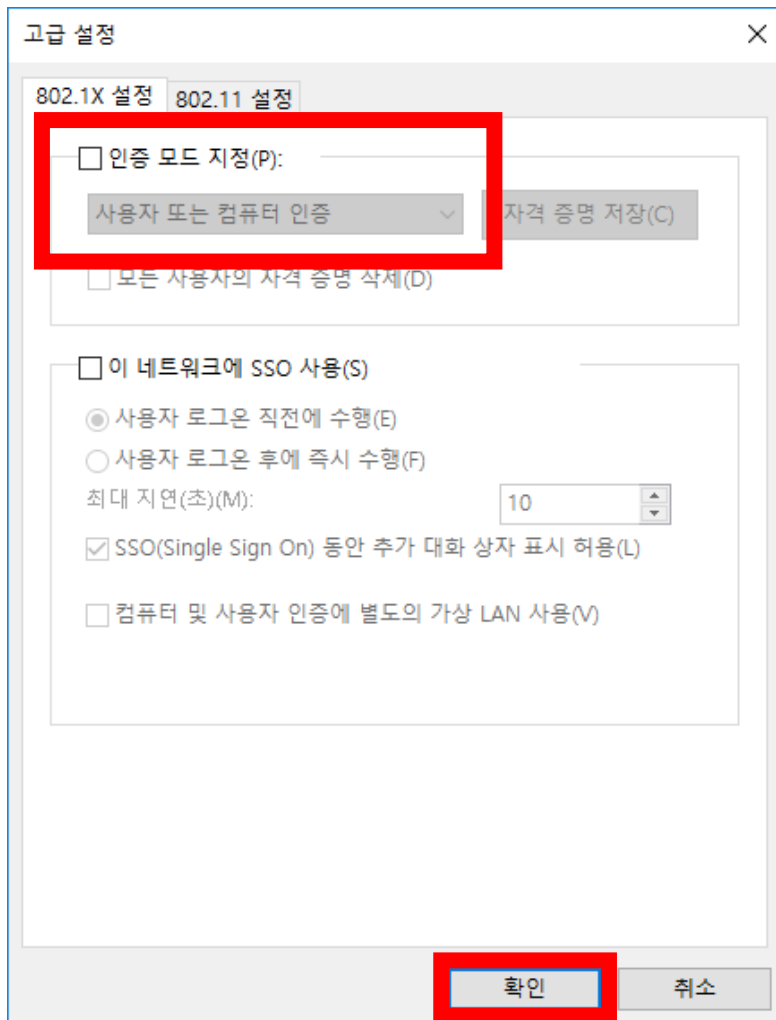 고급 설정
802.1X 설정 802.11 설정
인증 모드 지정(P):
사용자 또는 컴퓨터 인증 자격 증명 저장(C)
모든 사용자의 자격 증명 삭제(D)
이 네트워크에 SSO 사용(S)
사용자 로그온 직전에 수행(E)
사용자 로그온 후에 즉시 수행(F)
최대 지연(초)(M): 10
SSO(Single Sign On) 동안 추가 대화 상자 표시 허용(L)
컴퓨터 및 사용자 인증에 별도의 가상 LAN 사용(V)
확인 취소